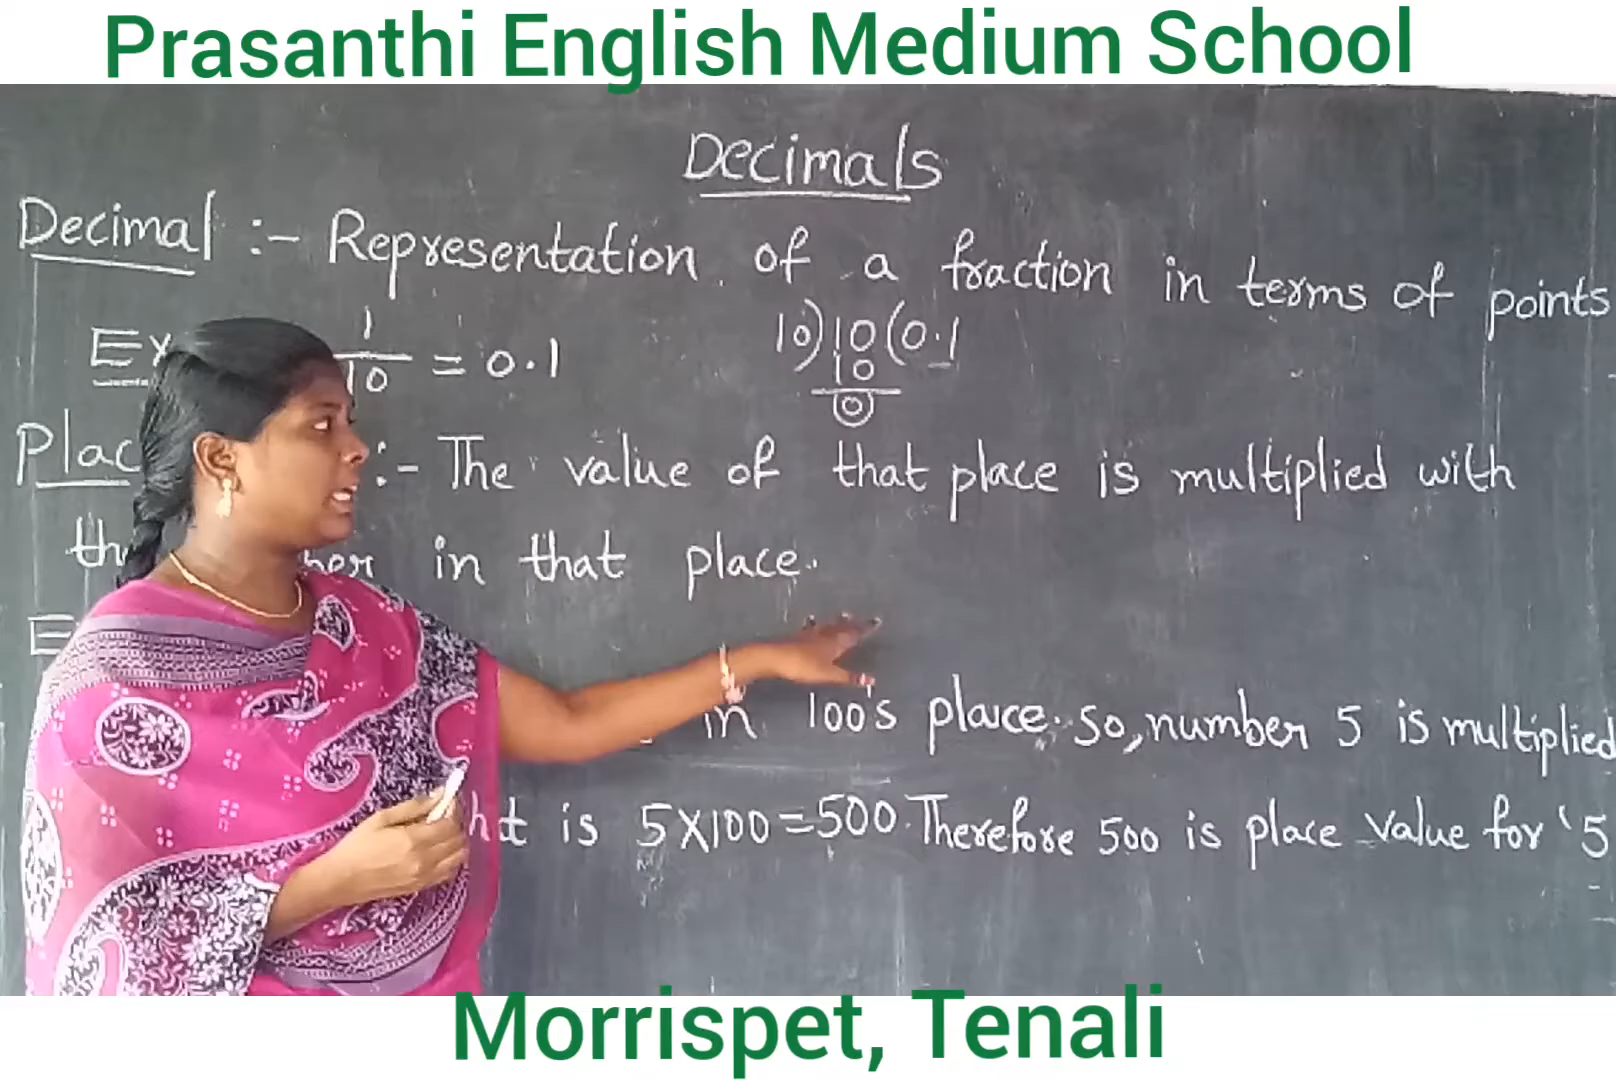 Prasanthi English Medium School
Decimals
Decimal :- Representation of a fraction in terms of points
Ex 1/10 = 0.1 10)10(0.1
10
0
Plac :- The value of that place is multiplied with
in that place.
in 100's place. so, number 5 is multiplied
is 5X100=500. Therefore 500 is place value for '5
Morrispet, Tenali